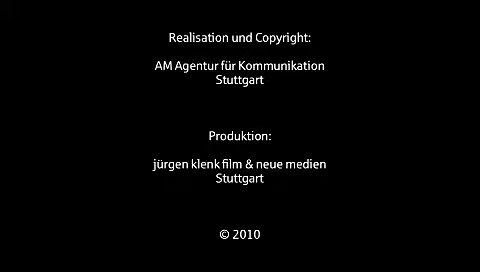 Realisation und Copyright:
AM Agentur für Kommunikation
Stuttgart
Produktion:
jürgen klenk film & neue medien
Stuttgart
© 2010